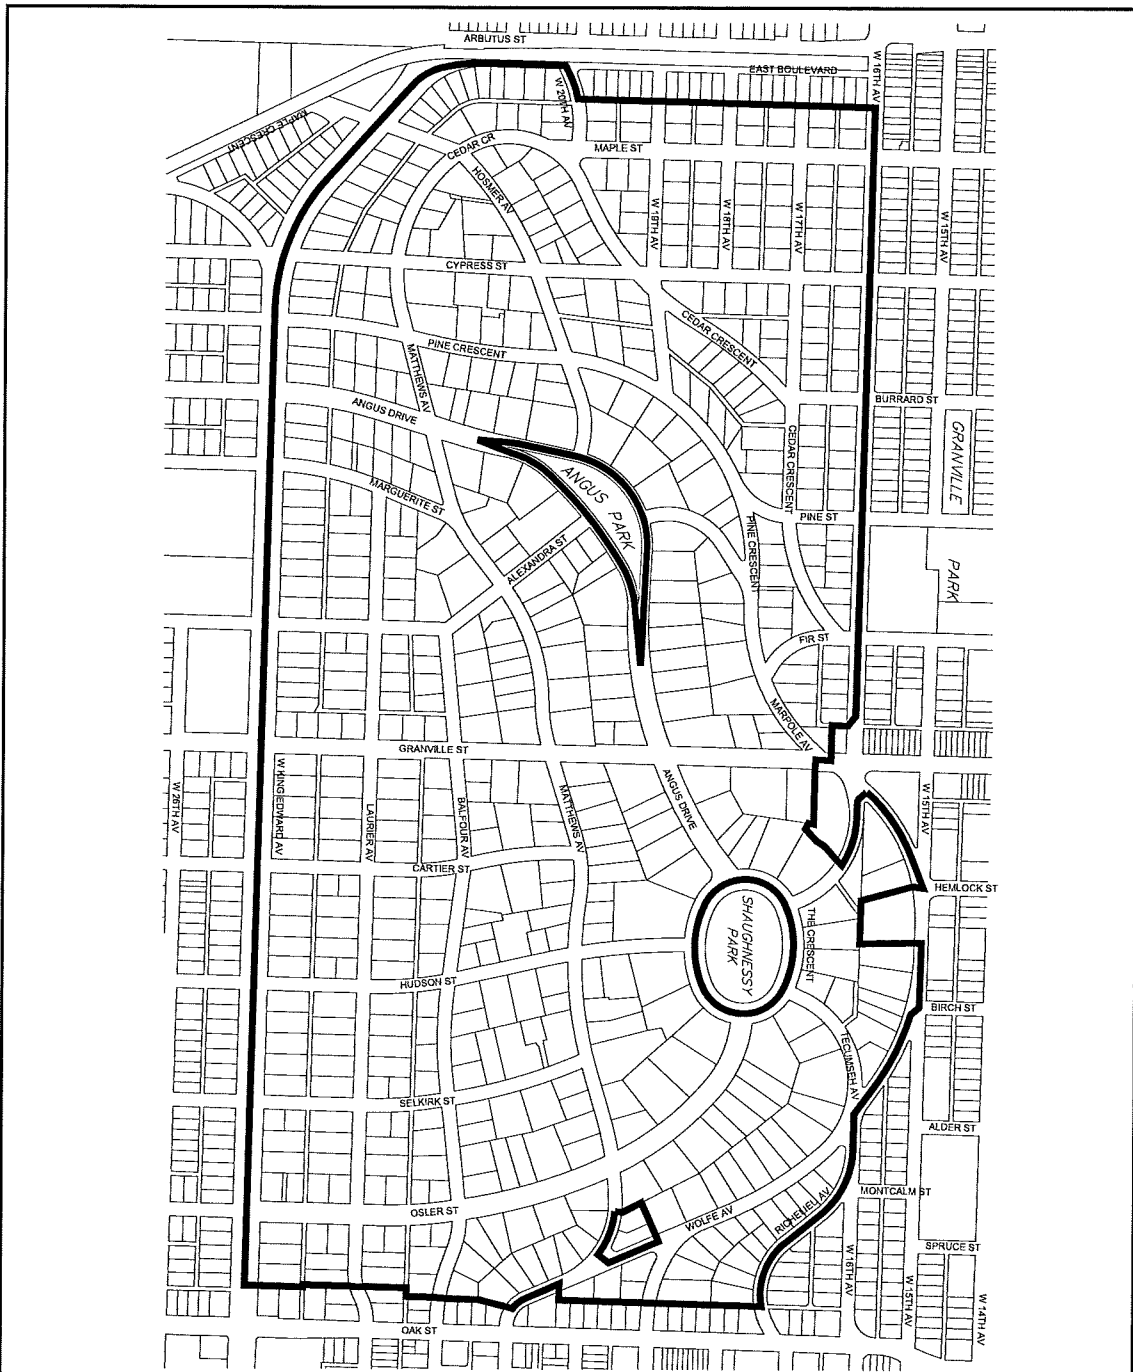 ARBUTUS ST
EAST BOULEVARD
W 16TH AV
W 20TH AV
MAPLE CRESCENT
CEDAR CR
MAPLE ST
HOSMER AV
W 19TH AV
W 18TH AV
W 17TH AV
W 15TH AV
CYPRESS ST
CEDAR CRESCENT
PINE CRESCENT
MATTHEWS AV
ANGUS DRIVE
BURRARD ST
GRANVILLE
PARK
CEDAR CRESCENT
MARGUERITE ST
ANGUS PARK
PINE ST
PINE CRESCENT
ALEXANDRA ST
FIR ST
MARPOLE AV
GRANVILLE ST
W 26TH AV
W KING EDWARD AV
LAURIER AV
BALFOUR AV
MATTHEWS AV
ANGUS DRIVE
W 15TH AV
CARTIER ST
HEMLOCK ST
SHAUGHNESSY
PARK
THE CRESCENT
HUDSON ST
BIRCH ST
TECUMSEH AV
SELKIRK ST
ALDER ST
OSLER ST
WOLFE AV
RICHELIEU AV
MONTCALM ST
W 16TH AV
SPRUCE ST
W 15TH AV
W 14TH AV
OAK ST